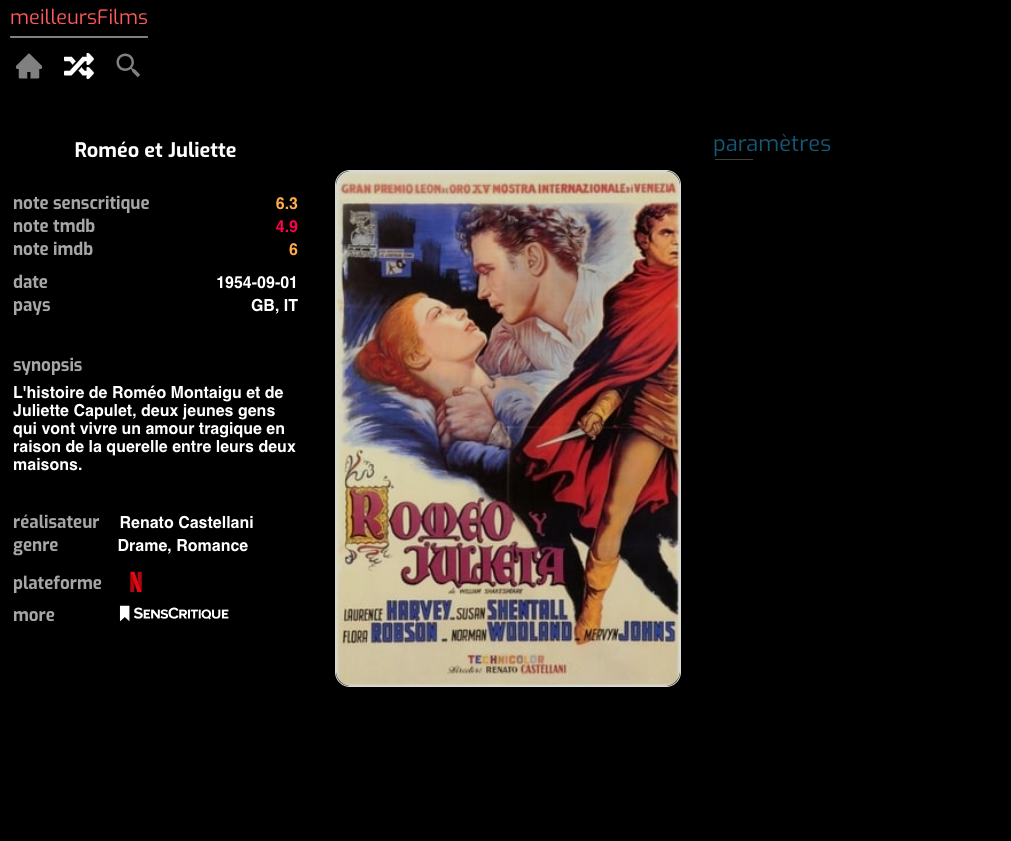 meilleursFilms
Roméo et Juliette
paramètres
note senscritique 6.3
note tmdb 4.9
note imdb 6
date 1954-09-01
pays GB, IT
synopsis
L'histoire de Roméo Montaigu et de
Juliette Capulet, deux jeunes gens
qui vont vivre un amour tragique en
raison de la querelle entre leurs deux
maisons.
réalisateur Renato Castellani
genre Drame, Romance
plateforme N
more SENSCRITIQUE
GRAN PREMIO LEON DE ORO XV MOSTRA INTERNAZIONALE DI VENEZIA
ROMEO Y
JULIETA
de WILLIAM SHAKESPEARE
LAURENCE HARVEY - SUSAN SHENTALL
FLORA ROBSON - NORMAN WOOLAND - MERVYN JOHNS
TECHNICOLOR
Director: RENATO CASTELLANI